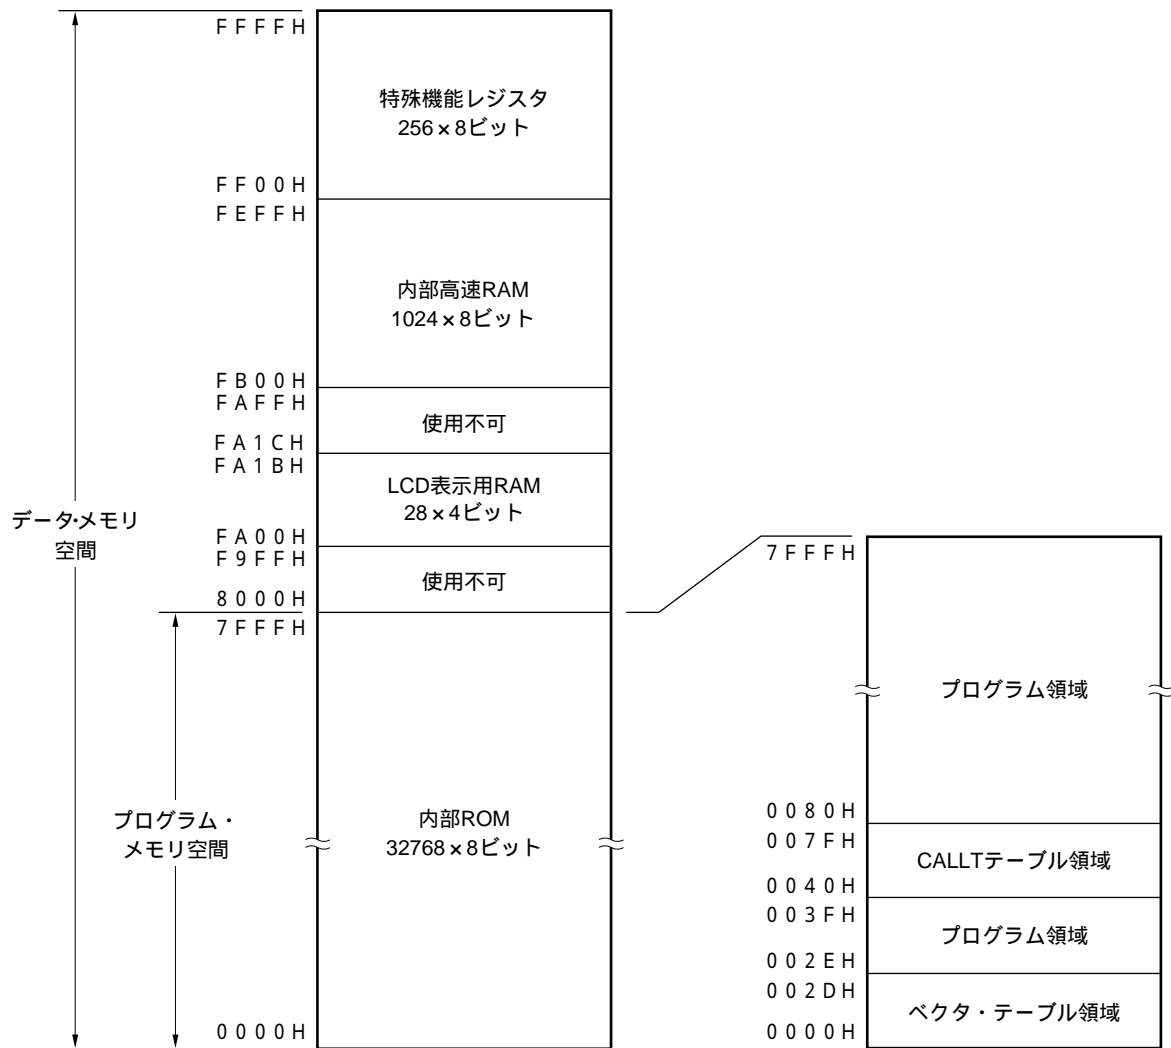 FFFFH
特殊機能レジスタ
256×8ビット
FF00H
FEFFH
内部高速RAM
1024×8ビット
FB00H
FAFFH
使用不可
FA1CH
FA1BH
LCD表示用RAM
28×4ビット
データ・メモリ
空間
FA00H
F9FFH
使用不可
8000H
7FFFH
プログラム・
メモリ空間
内部ROM
32768×8ビット
0000H
7FFFH
プログラム領域
0080H
007FH
CALLTテーブル領域
0040H
003FH
プログラム領域
002EH
002DH
ベクタ・テーブル領域
0000H